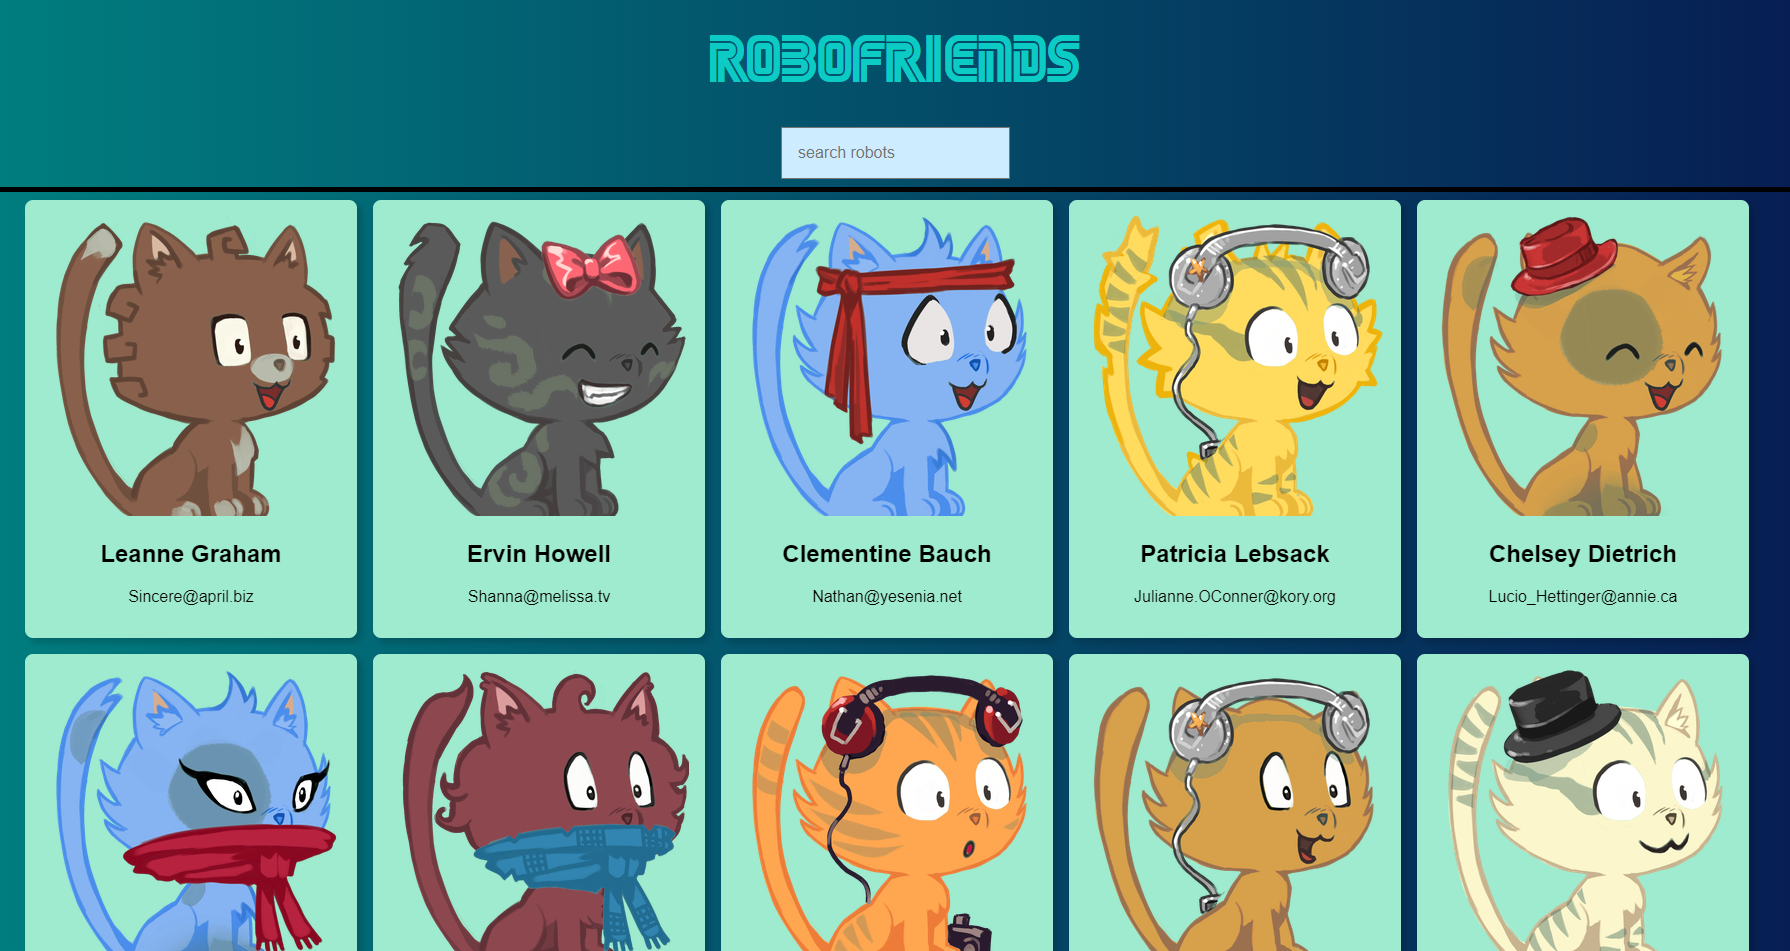 ROBOFRIENDS
search robots
Leanne Graham
Sincere@april.biz
Ervin Howell
Shanna@melissa.tv
Clementine Bauch
Nathan@yesenia.net
Patricia Lebsack
Julianne.OConner@kory.org
Chelsey Dietrich
Lucio_Hettinger@annie.ca